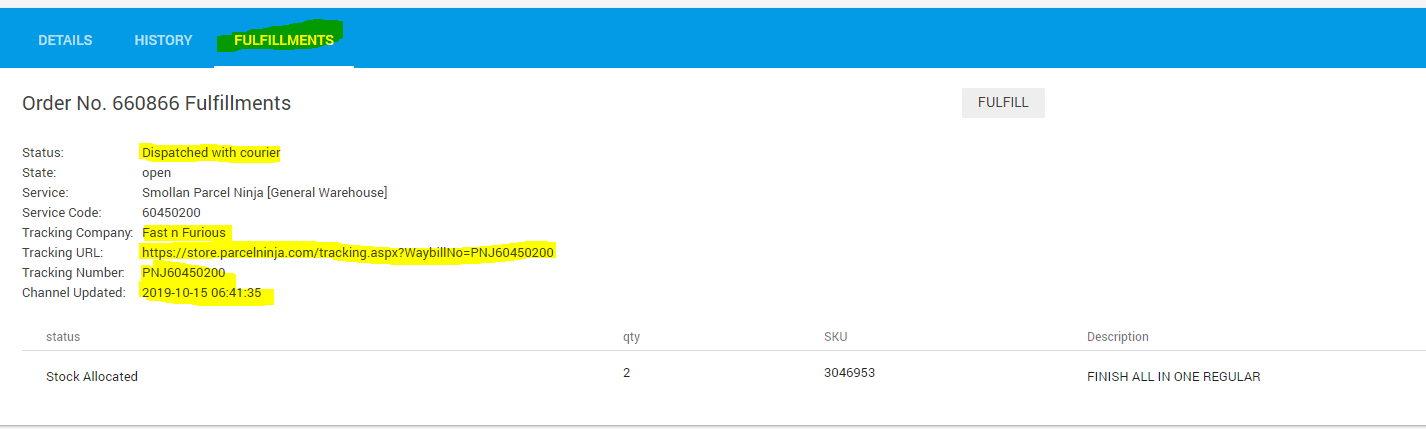 DETAILS HISTORY FULFILLMENTS
Order No. 660866 Fulfillments FULFILL
Status: Dispatched with courier
State: open
Service: Smollan Parcel Ninja [General Warehouse]
Service Code: 60450200
Tracking Company: Fast n Furious
Tracking URL: https://store.parcelninja.com/tracking.aspx?WaybillNo=PNJ60450200
Tracking Number: PNJ60450200
Channel Updated: 2019-10-15 06:41:35
status qty SKU Description
Stock Allocated 2 3046953 FINISH ALL IN ONE REGULAR